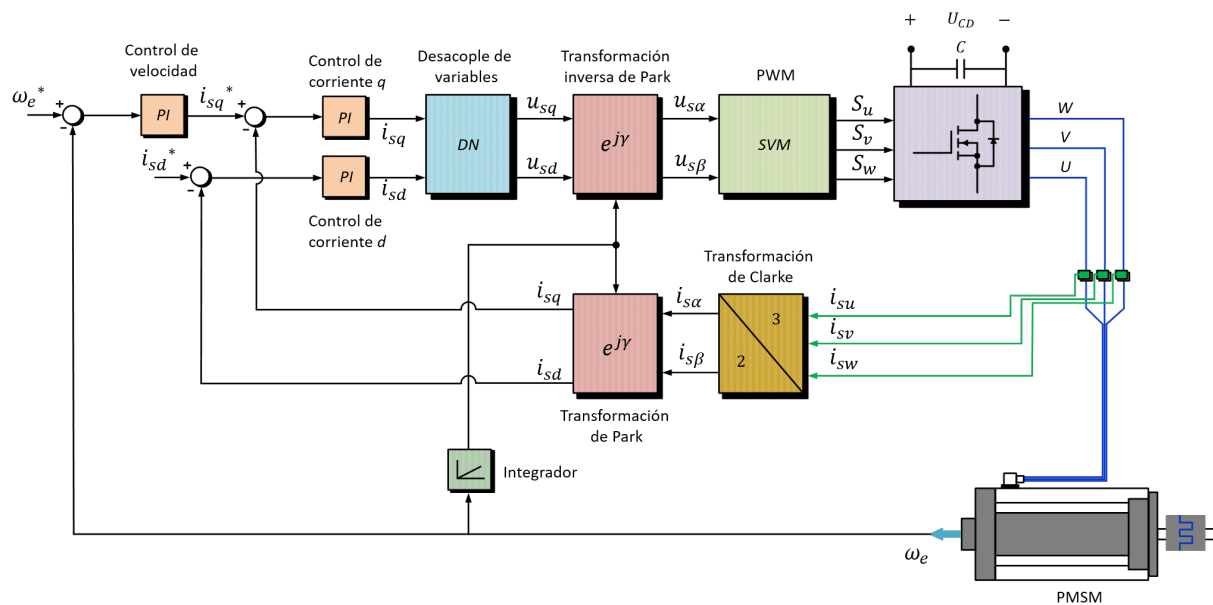 + U_CD −
C
Control de
velocidad
Control de
corriente q
Desacople de
variables
Transformación
inversa de Park
PWM
ω_e*
+
-
PI
i_sq*
+
-
PI
i_sq
DN
u_sq
e^jγ
u_sα
SVM
S_u
S_v
S_w
W
V
U
i_sd*
-
PI
i_sd
u_sd
u_sβ
Control de
corriente d
Transformación
de Clarke
i_sq
e^jγ
i_sα
3
2
i_su
i_sv
i_sw
i_sd
i_sβ
Transformación
de Park
Integrador
ω_e
PMSM